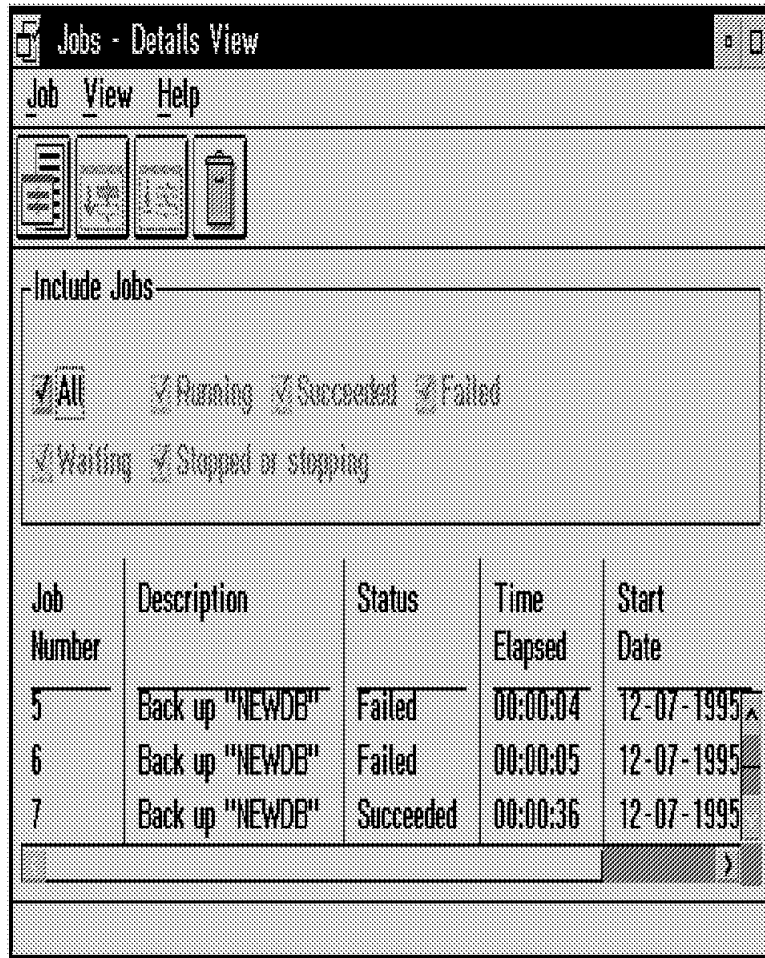 Jobs - Details View
Job View Help
Include Jobs
All Running Succeeded Failed
Waiting Stopped or stopping
Job Number Description Status Time Elapsed Start Date
5 Back up "NEWDB" Failed 00:00:04 12-07-1995
6 Back up "NEWDB" Failed 00:00:05 12-07-1995
7 Back up "NEWDB" Succeeded 00:00:36 12-07-1995